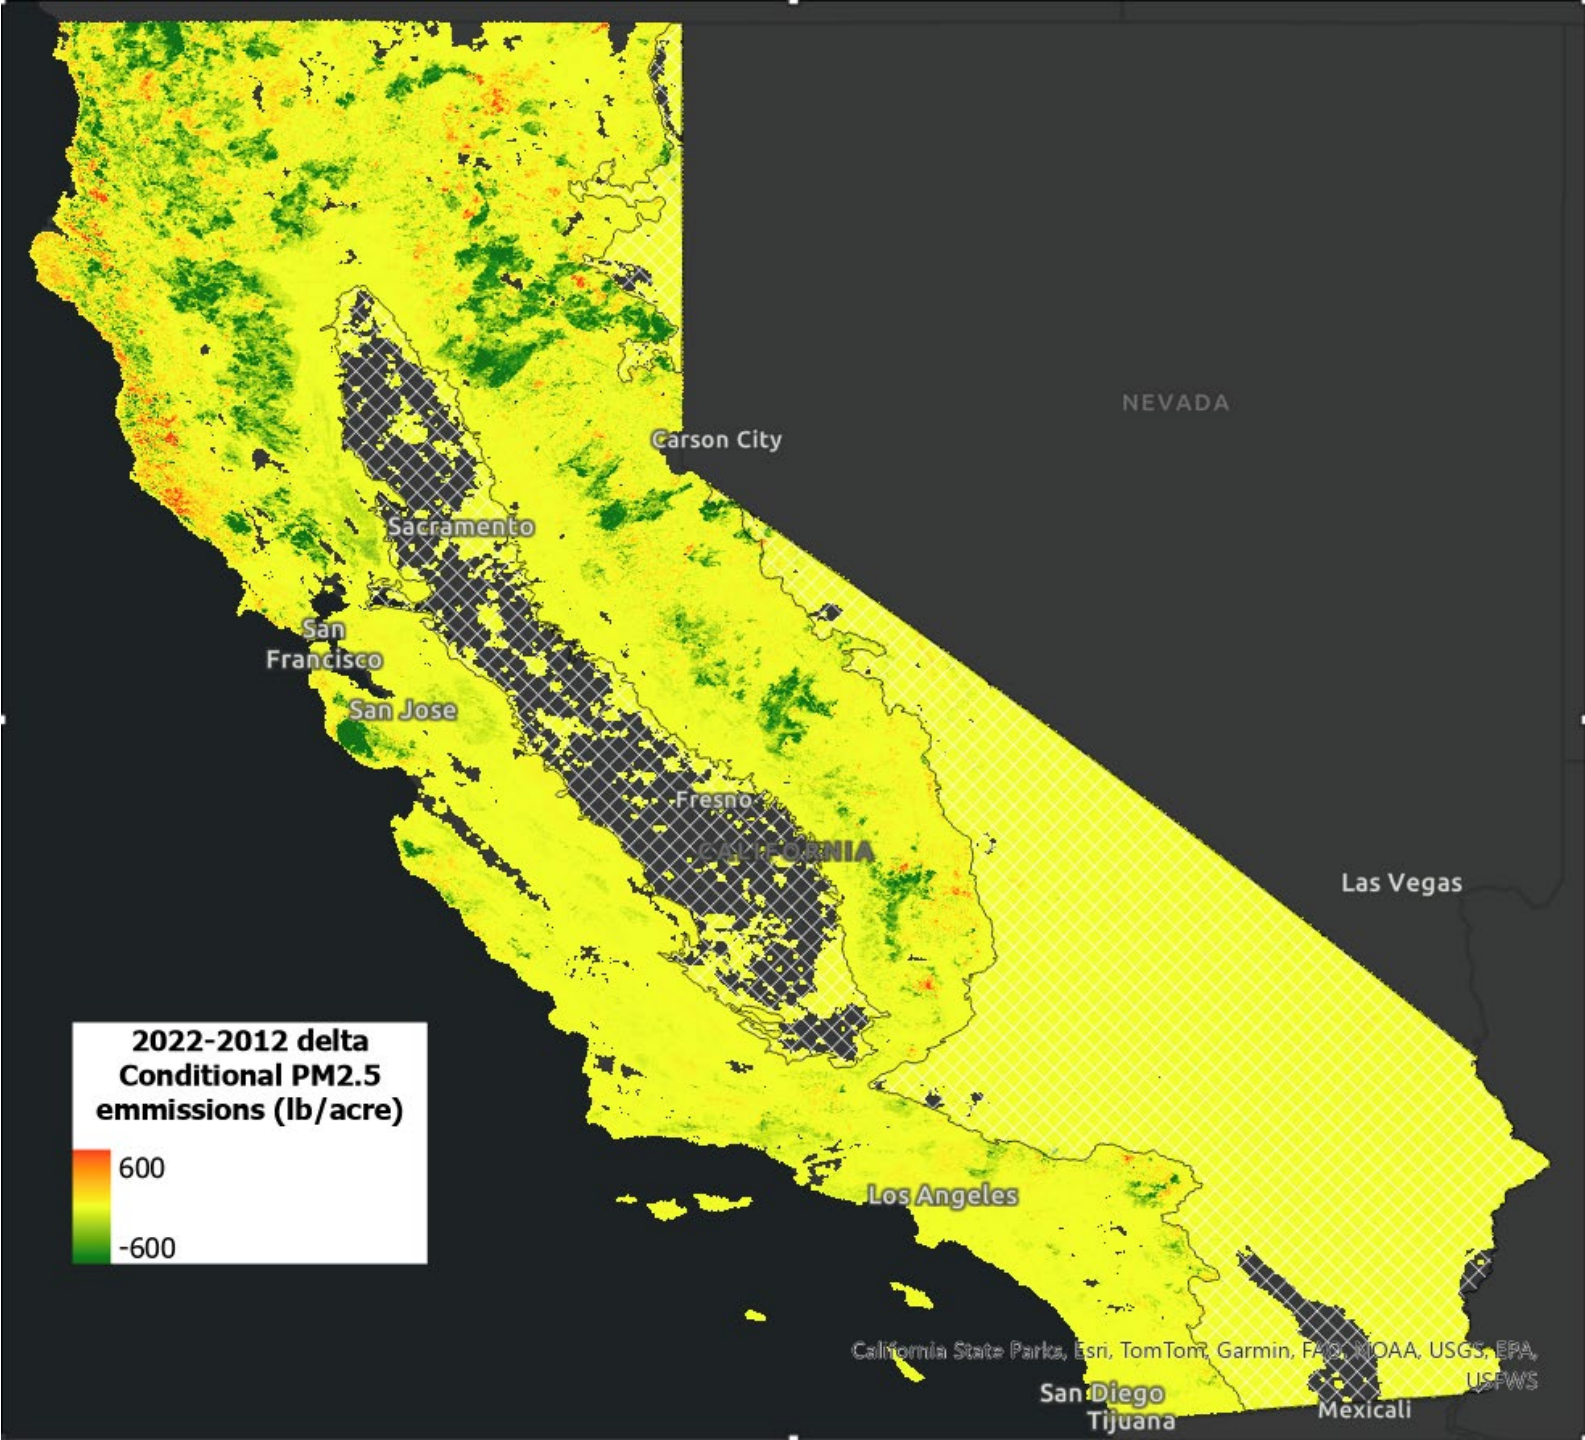 NEVADA
Carson City
Sacramento
San
Francisco
San Jose
Fresno
CALIFORNIA
Las Vegas
2022-2012 delta
Conditional PM2.5
emmissions (lb/acre)
600
-600
Los Angeles
California State Parks, Esri, TomTom, Garmin, FAO, NOAA, USGS, EPA,
USFWS
San Diego
Tijuana
Mexicali